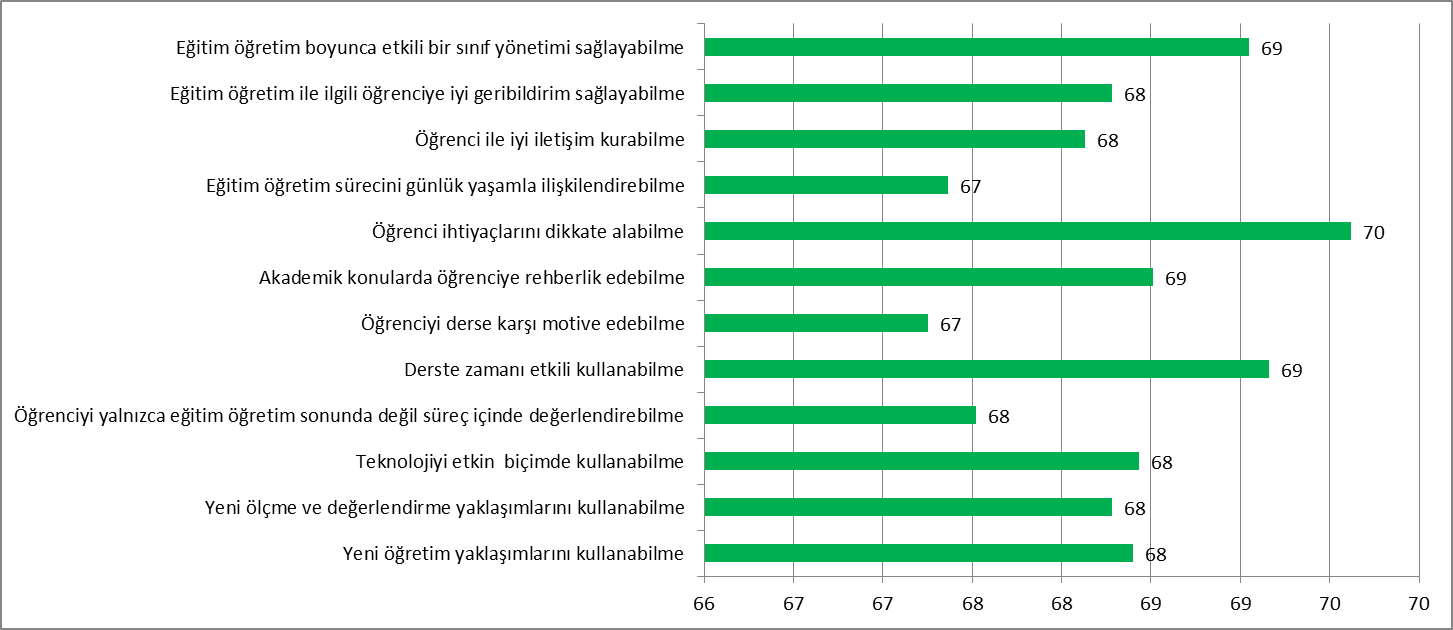 Eğitim öğretim boyunca etkili bir sınıf yönetimi sağlayabilme 69
Eğitim öğretim ile ilgili öğrenciye iyi geribildirim sağlayabilme 68
Öğrenci ile iyi iletişim kurabilme 68
Eğitim öğretim sürecini günlük yaşamla ilişkilendirebilme 67
Öğrenci ihtiyaçlarını dikkate alabilme 70
Akademik konularda öğrenciye rehberlik edebilme 69
Öğrenciyi derse karşı motive edebilme 67
Derste zamanı etkili kullanabilme 69
Öğrenciyi yalnızca eğitim öğretim sonunda değil süreç içinde değerlendirebilme 68
Teknolojiyi etkin  biçimde kullanabilme 68
Yeni ölçme ve değerlendirme yaklaşımlarını kullanabilme 68
Yeni öğretim yaklaşımlarını kullanabilme 68
66 67 67 68 68 69 69 70 70